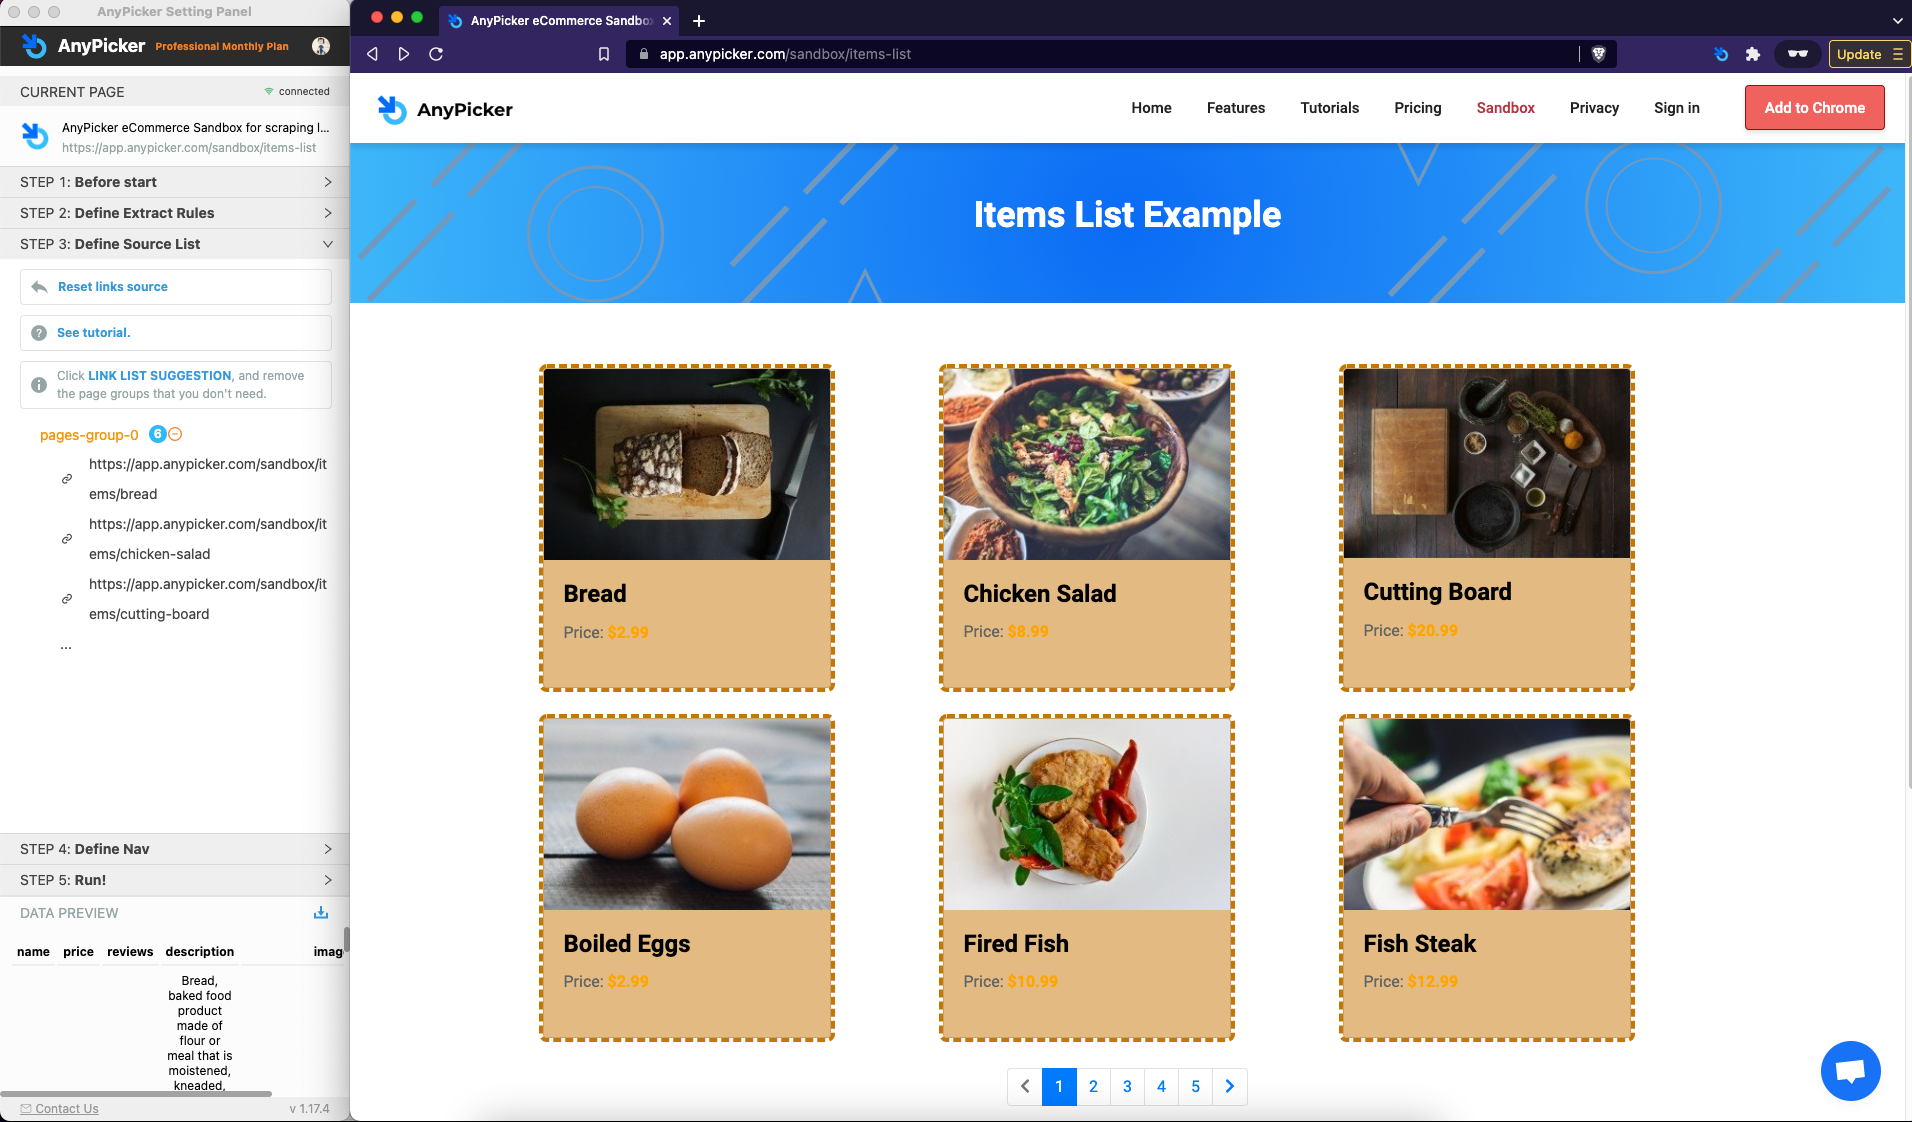 AnyPicker Setting Panel
AnyPicker Professional Monthly Plan
CURRENT PAGE
connected
AnyPicker eCommerce Sandbox for scraping l...
https://app.anypicker.com/sandbox/items-list
STEP 1: Before start
STEP 2: Define Extract Rules
STEP 3: Define Source List
Reset links source
See tutorial.
Click LINK LIST SUGGESTION, and remove
the page groups that you don't need.
pages-group-0 6
https://app.anypicker.com/sandbox/it
ems/bread
https://app.anypicker.com/sandbox/it
ems/chicken-salad
https://app.anypicker.com/sandbox/it
ems/cutting-board
...
STEP 4: Define Nav
STEP 5: Run!
DATA PREVIEW
name price reviews description imag
Bread,
baked food
product
made of
flour or
meal that is
moistened,
kneaded,
Contact Us v 1.17.4
AnyPicker eCommerce Sandbo
app.anypicker.com/sandbox/items-list
Update
AnyPicker
Home Features Tutorials Pricing Sandbox Privacy Sign in Add to Chrome
Items List Example
Bread
Price: $2.99
Chicken Salad
Price: $8.99
Cutting Board
Price: $20.99
Boiled Eggs
Price: $2.99
Fired Fish
Price: $10.99
Fish Steak
Price: $12.99
1 2 3 4 5